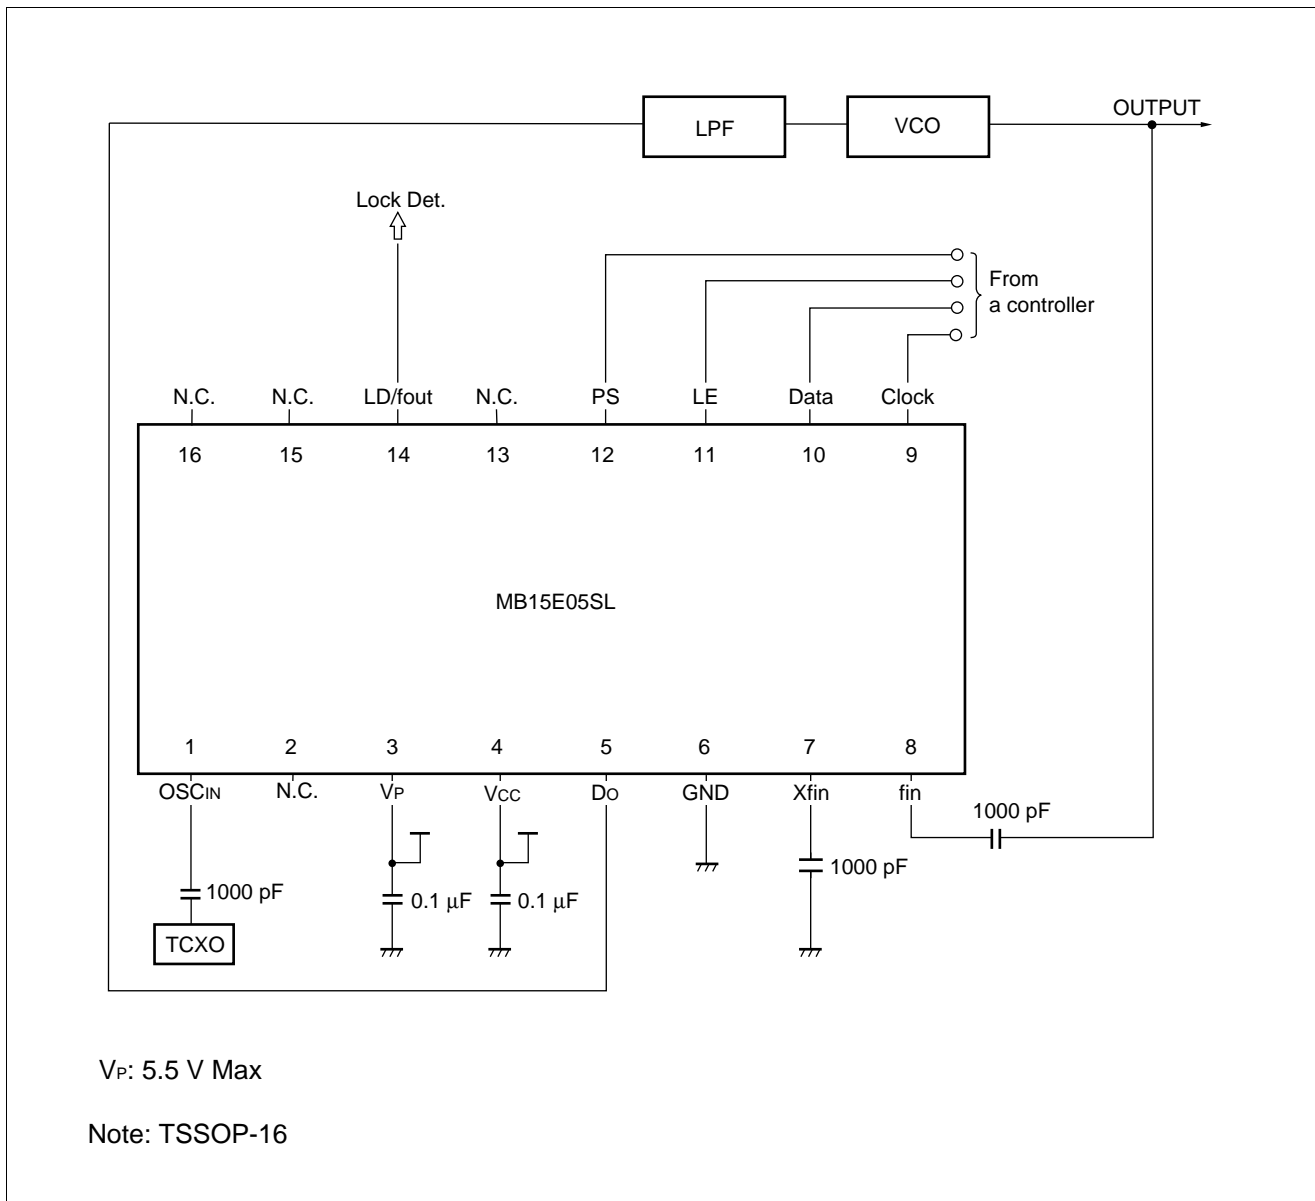 OUTPUT
LPF
VCO
Lock Det.
From
a controller
N.C. N.C. LD/fout N.C. PS LE Data Clock
16 15 14 13 12 11 10 9
MB15E05SL
1 2 3 4 5 6 7 8
OSCIN N.C. VP VCC DO GND Xfin fin
1000 pF
1000 pF
1000 pF 0.1 μF 0.1 μF
TCXO
VP: 5.5 V Max
Note: TSSOP-16